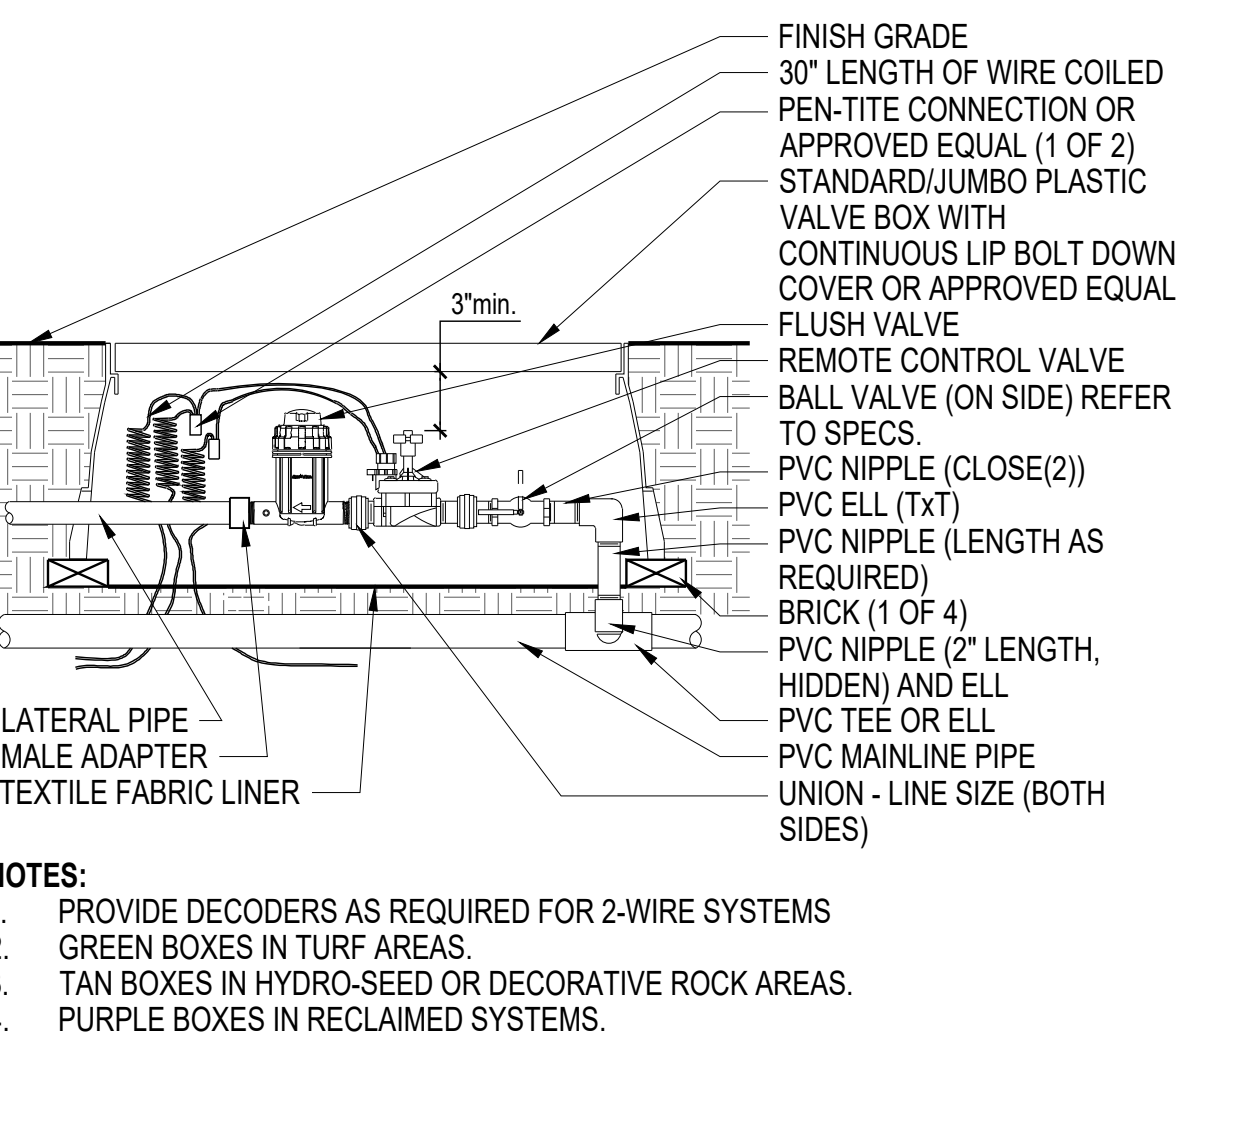 FINISH GRADE
30" LENGTH OF WIRE COILED
PEN-TITE CONNECTION OR
APPROVED EQUAL (1 OF 2)
STANDARD/JUMBO PLASTIC
VALVE BOX WITH
CONTINUOUS LIP BOLT DOWN
COVER OR APPROVED EQUAL
3"min.
FLUSH VALVE
REMOTE CONTROL VALVE
BALL VALVE (ON SIDE) REFER
TO SPECS.
PVC NIPPLE (CLOSE(2))
PVC ELL (TxT)
PVC NIPPLE (LENGTH AS
REQUIRED)
BRICK (1 OF 4)
PVC NIPPLE (2" LENGTH,
HIDDEN) AND ELL
PVC TEE OR ELL
PVC MAINLINE PIPE
UNION - LINE SIZE (BOTH
SIDES)
LATERAL PIPE
MALE ADAPTER
TEXTILE FABRIC LINER
NOTES:
. PROVIDE DECODERS AS REQUIRED FOR 2-WIRE SYSTEMS
2. GREEN BOXES IN TURF AREAS.
3. TAN BOXES IN HYDRO-SEED OR DECORATIVE ROCK AREAS.
. PURPLE BOXES IN RECLAIMED SYSTEMS.